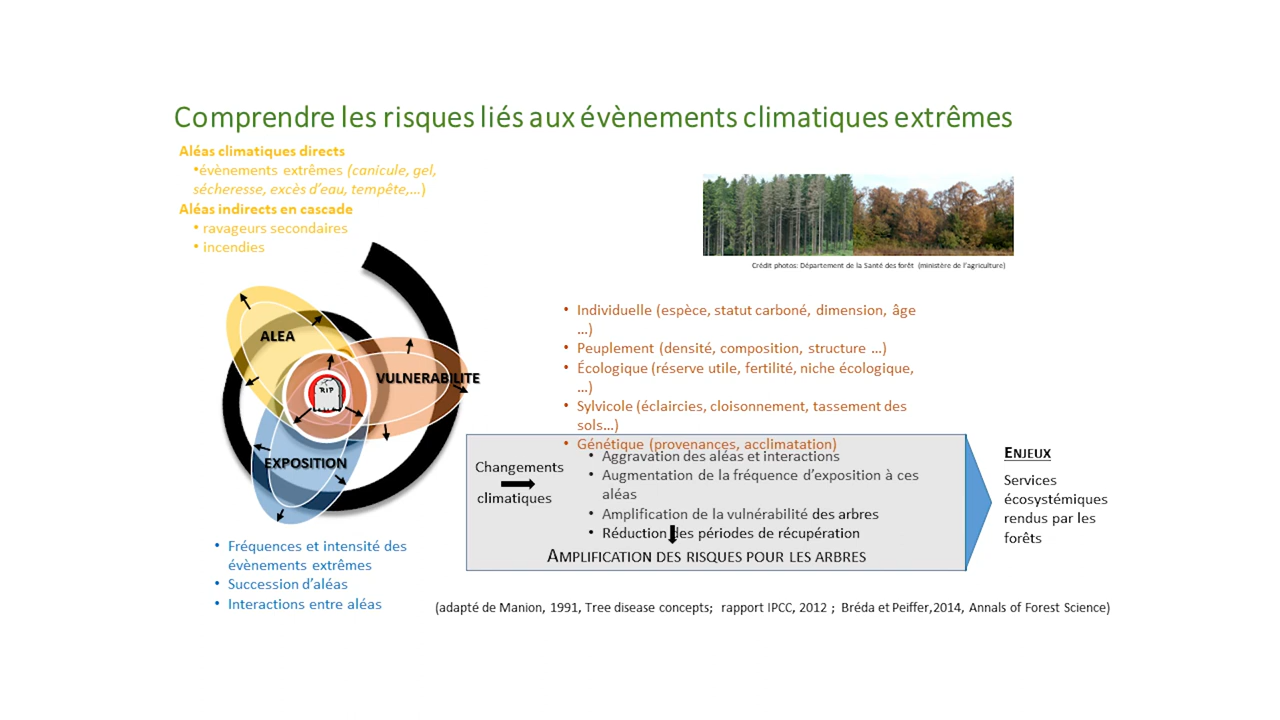 Comprendre les risques liés aux évènements climatiques extrêmes
Aléas climatiques directs
•évènements extrêmes (canicule, gel,
sécheresse, excès d'eau, tempête,...)
Aléas indirects en cascade
• ravageurs secondaires
• incendies
Crédit photos: Département de la Santé des forêt (ministère de l'agriculture)
ALEA
VULNERABILITE
RIP
EXPOSITION
• Individuelle (espèce, statut carboné, dimension, âge
…)
• Peuplement (densité, composition, structure …)
• Écologique (réserve utile, fertilité, niche écologique,
…)
• Sylvicole (éclaircies, cloisonnement, tassement des
sols…)
• Génétique (provenances, acclimatation)
Changements
climatiques
• Aggravation des aléas et interactions
• Augmentation de la fréquence d'exposition à ces
aléas
• Amplification de la vulnérabilité des arbres
• Réduction des périodes de récupération
AMPLIFICATION DES RISQUES POUR LES ARBRES
ENJEUX
Services
écosystémiques
rendus par les
forêts
• Fréquences et intensité des
évènements extrêmes
• Succession d'aléas
• Interactions entre aléas
(adapté de Manion, 1991, Tree disease concepts; rapport IPCC, 2012 ; Bréda et Peiffer,2014, Annals of Forest Science)